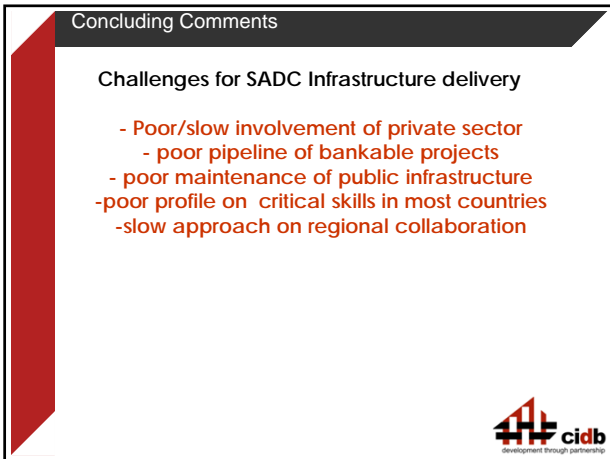 Concluding Comments
Challenges for SADC Infrastructure delivery
- Poor/slow involvement of private sector
- poor pipeline of bankable projects
- poor maintenance of public infrastructure
-poor profile on critical skills in most countries
-slow approach on regional collaboration
cidb
development through partnership